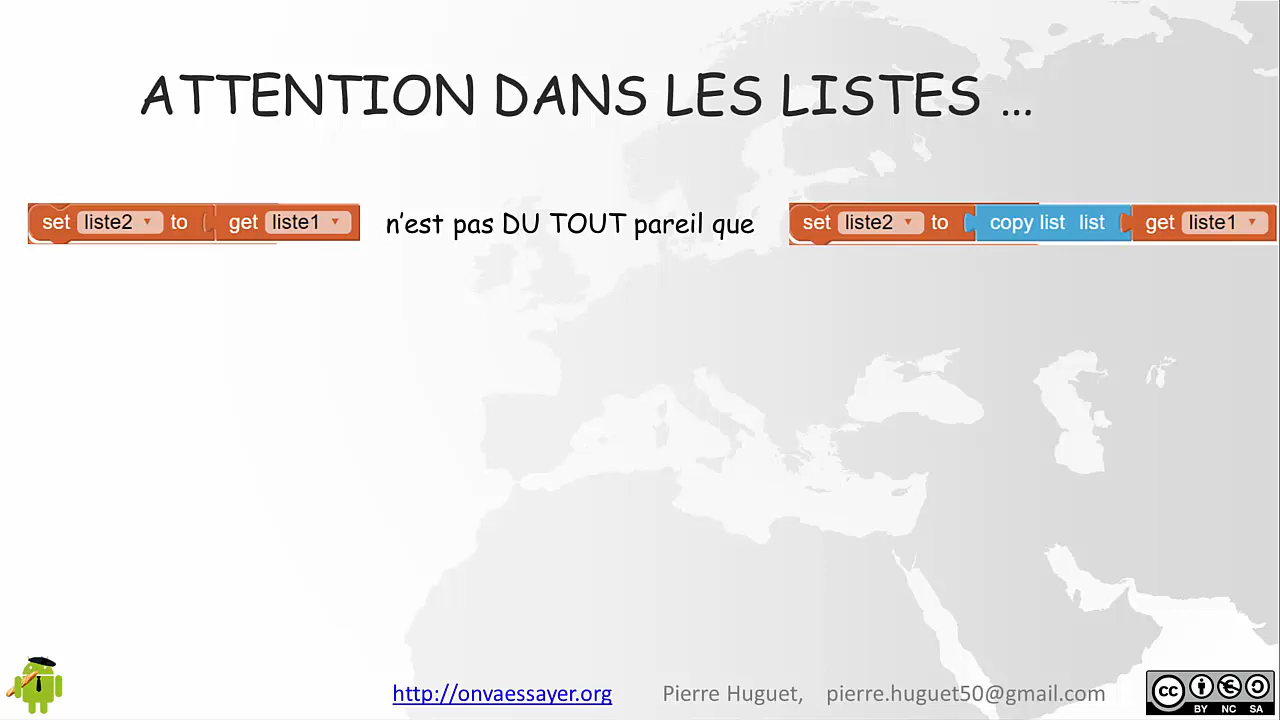 ATTENTION DANS LES LISTES ...
set liste2 to get liste1 n'est pas DU TOUT pareil que set liste2 to copy list list get liste1
http://onvaessayer.org Pierre Huguet, pierre.huguet50@gmail.com
cc BY NC SA